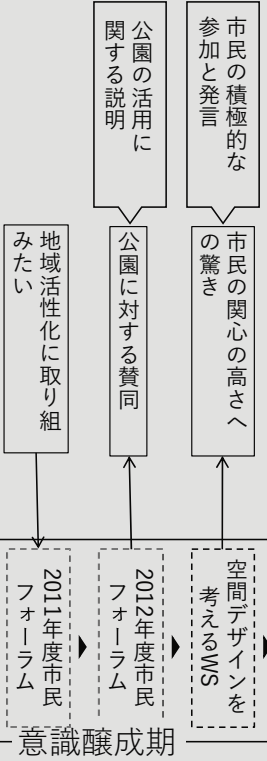 市民の積極的な
参加と発言
公園の活用に
関する説明
市民の関心の高さへ
の驚き
公園に対する賛同
地域活性化に取り組
みたい
空間デザインを
考えるWS
2012年度市民
フォーラム
2011年度市民
フォーラム
意識醸成期